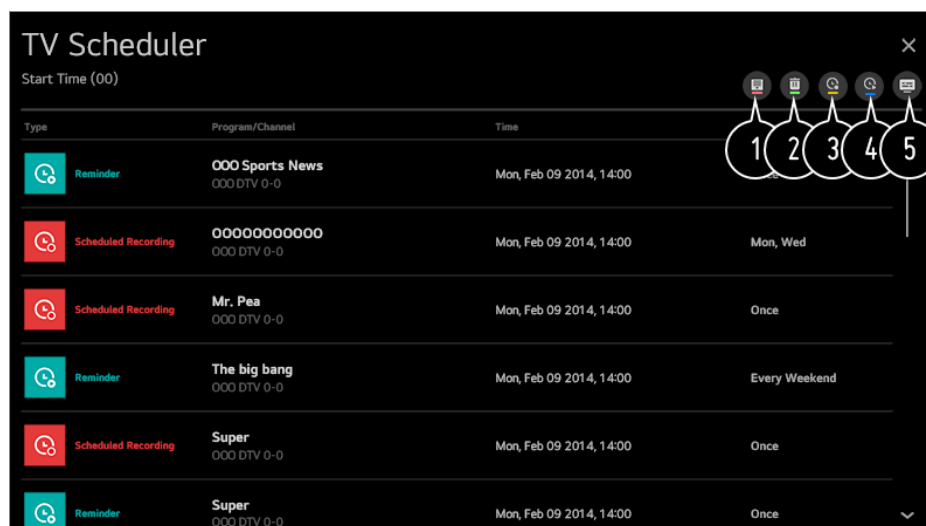 TV Scheduler
Start Time (00)
1 2 3 4 5
Type Program/Channel Time
Reminder
OOO Sports News
OOO DTV 0-0
Mon, Feb 09 2014, 14:00
Scheduled Recording
OOOOOOOOOOO
OOO DTV 0-0
Mon, Feb 09 2014, 14:00
Mon, Wed
Scheduled Recording
Mr. Pea
OOO DTV 0-0
Mon, Feb 09 2014, 14:00
Once
Reminder
The big bang
OOO DTV 0-0
Mon, Feb 09 2014, 14:00
Every Weekend
Scheduled Recording
Super
OOO DTV 0-0
Mon, Feb 09 2014, 14:00
Once
Reminder
Super
OOO DTV 0-0
Mon, Feb 09 2014, 14:00
Once